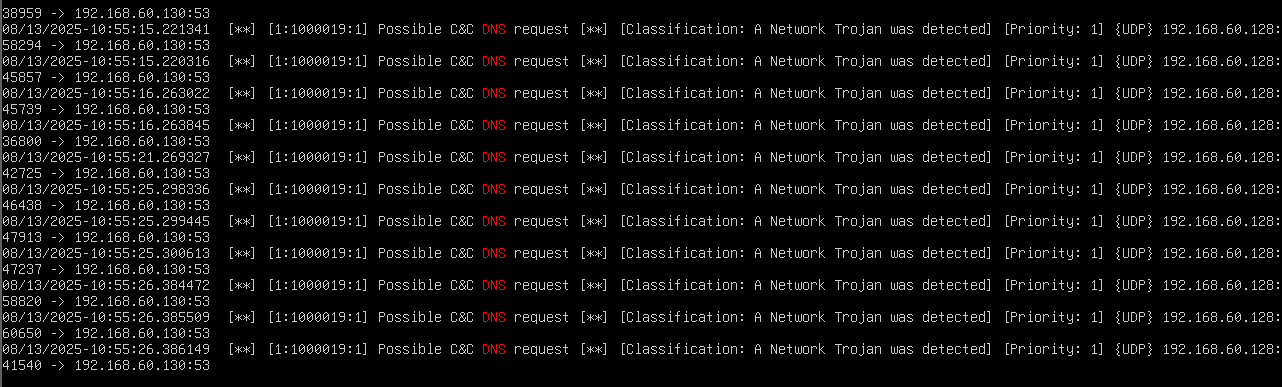 38959 -> 192.168.60.130:53
08/13/2025-10:55:15.221341  [**] [1:1000019:1] Possible C&C DNS request [**] [Classification: A Network Trojan was detected] [Priority: 1] {UDP} 192.168.60.128:
58294 -> 192.168.60.130:53
08/13/2025-10:55:15.220316  [**] [1:1000019:1] Possible C&C DNS request [**] [Classification: A Network Trojan was detected] [Priority: 1] {UDP} 192.168.60.128:
45857 -> 192.168.60.130:53
08/13/2025-10:55:16.263022  [**] [1:1000019:1] Possible C&C DNS request [**] [Classification: A Network Trojan was detected] [Priority: 1] {UDP} 192.168.60.128:
45739 -> 192.168.60.130:53
08/13/2025-10:55:16.263845  [**] [1:1000019:1] Possible C&C DNS request [**] [Classification: A Network Trojan was detected] [Priority: 1] {UDP} 192.168.60.128:
36800 -> 192.168.60.130:53
08/13/2025-10:55:21.269327  [**] [1:1000019:1] Possible C&C DNS request [**] [Classification: A Network Trojan was detected] [Priority: 1] {UDP} 192.168.60.128:
42725 -> 192.168.60.130:53
08/13/2025-10:55:25.298336  [**] [1:1000019:1] Possible C&C DNS request [**] [Classification: A Network Trojan was detected] [Priority: 1] {UDP} 192.168.60.128:
46438 -> 192.168.60.130:53
08/13/2025-10:55:25.299445  [**] [1:1000019:1] Possible C&C DNS request [**] [Classification: A Network Trojan was detected] [Priority: 1] {UDP} 192.168.60.128:
47913 -> 192.168.60.130:53
08/13/2025-10:55:25.300613  [**] [1:1000019:1] Possible C&C DNS request [**] [Classification: A Network Trojan was detected] [Priority: 1] {UDP} 192.168.60.128:
47237 -> 192.168.60.130:53
08/13/2025-10:55:26.384472  [**] [1:1000019:1] Possible C&C DNS request [**] [Classification: A Network Trojan was detected] [Priority: 1] {UDP} 192.168.60.128:
58820 -> 192.168.60.130:53
08/13/2025-10:55:26.385509  [**] [1:1000019:1] Possible C&C DNS request [**] [Classification: A Network Trojan was detected] [Priority: 1] {UDP} 192.168.60.128:
60650 -> 192.168.60.130:53
08/13/2025-10:55:26.386149  [**] [1:1000019:1] Possible C&C DNS request [**] [Classification: A Network Trojan was detected] [Priority: 1] {UDP} 192.168.60.128:
41540 -> 192.168.60.130:53